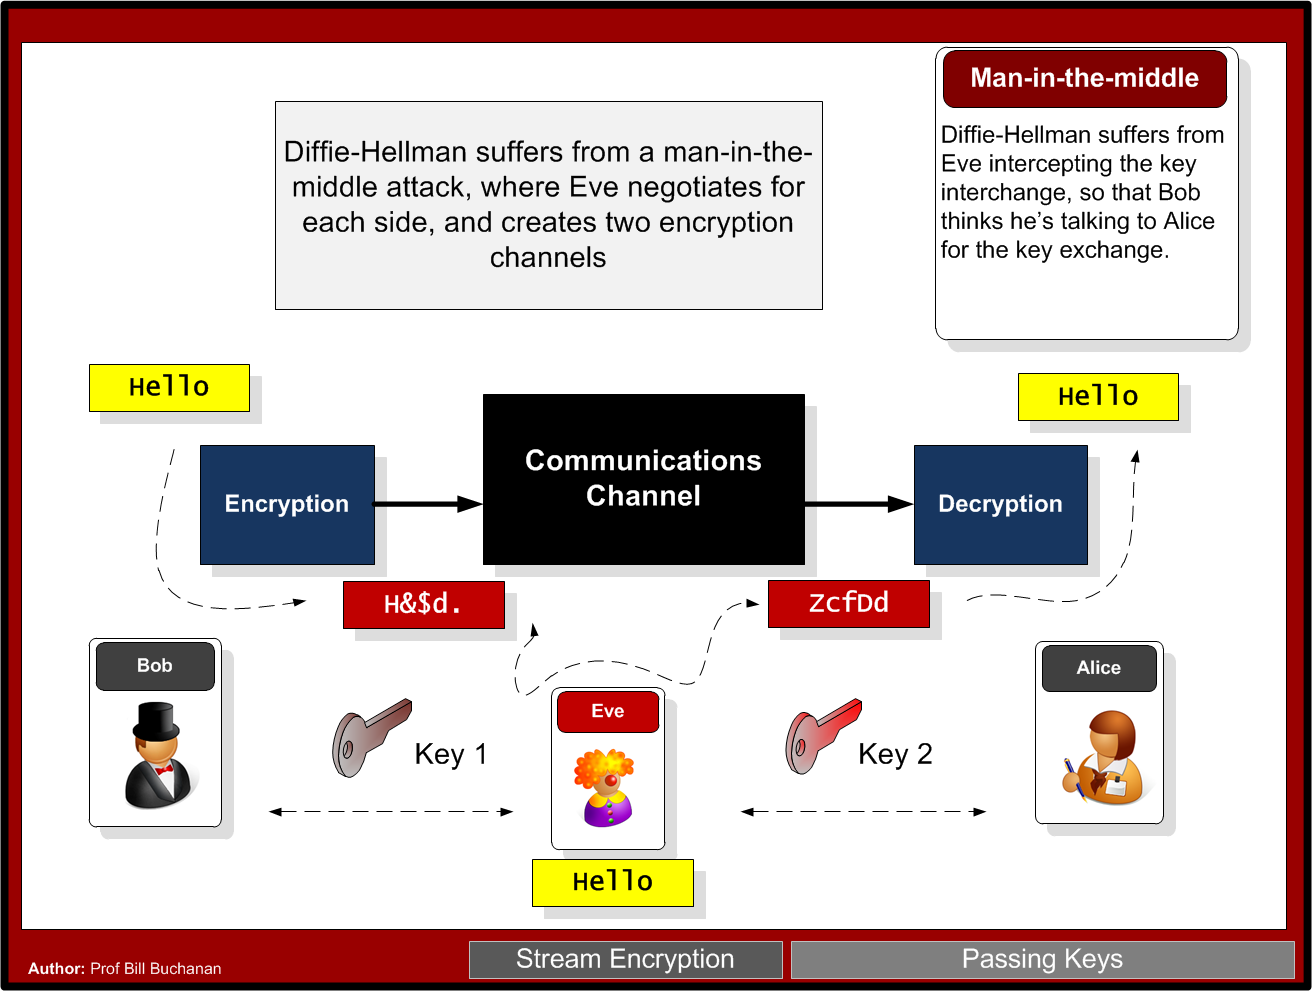 Man-in-the-middle
Diffie-Hellman suffers from
Eve intercepting the key
interchange, so that Bob
thinks he's talking to Alice
for the key exchange.
Diffie-Hellman suffers from a man-in-the-
middle attack, where Eve negotiates for
each side, and creates two encryption
channels
Hello
Hello
Encryption
Communications
Channel
Decryption
H&$d.
ZcfDd
Bob
Eve
Alice
Key 1
Key 2
Hello
Author: Prof Bill Buchanan
Stream Encryption
Passing Keys